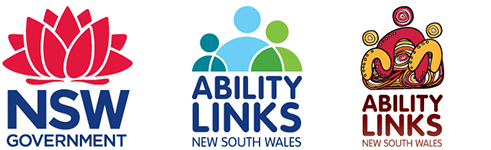 NSW
GOVERNMENT
ABILITY
LINKS
NEW SOUTH WALES
ABILITY
LINKS
NEW SOUTH WALES